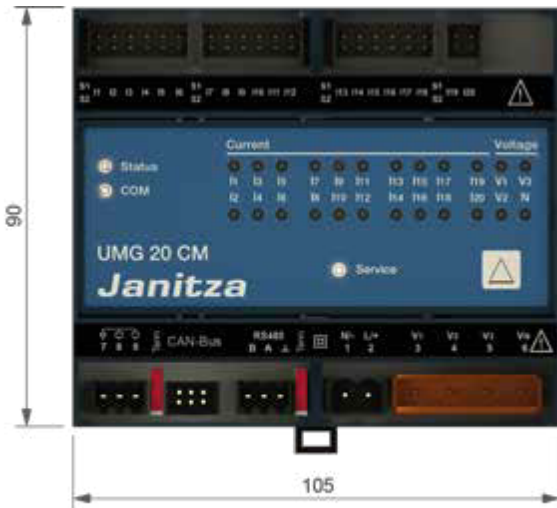 S1 I1 I2 I3 I4 I5 I6 S1 I7 I8 I9 I10 I11 I12 S1 I13 I14 I15 I16 I17 I18 S1 I19 I20
S2 S2 S2 S2
Current Voltage
Status
COM
I1 I3 I5 I7 I9 I11 I13 I15 I17 I19 V1 V3
I2 I4 I6 I8 I10 I12 I14 I16 I18 I20 V2 N
UMG 20 CM
Janitza
Service
90
Term CAN-Bus RS485 Term N/- L/+ V1 V2 V3 VN
7 8 9 B A 1 2 3 4 5 6
105